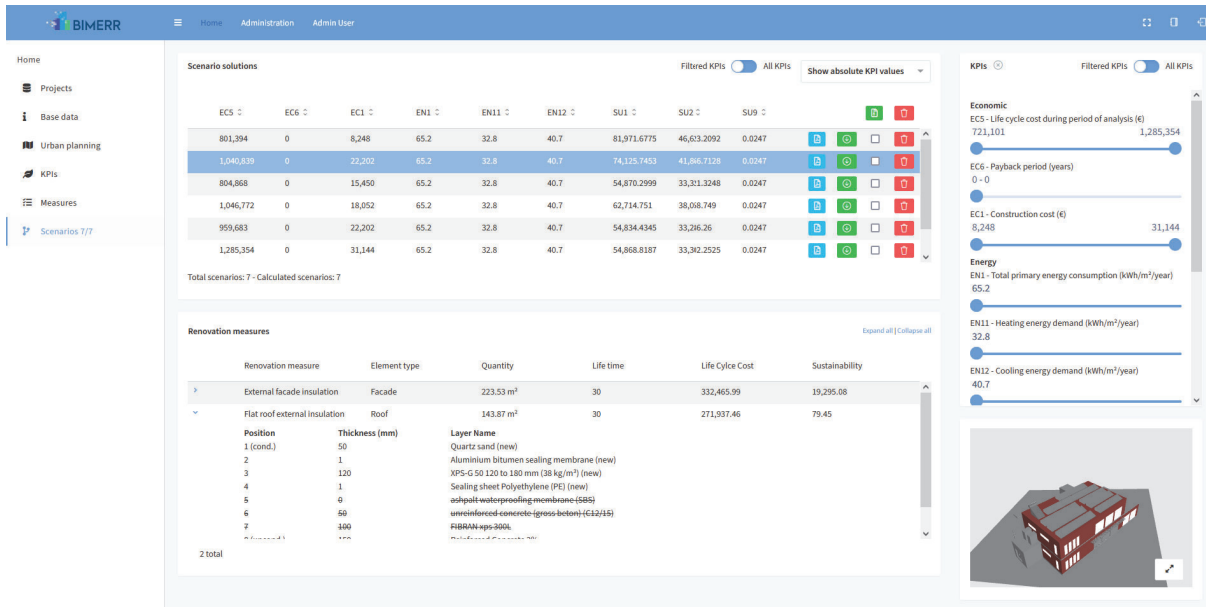 BIMERR
Home Administration Admin User
Home
Projects
Base data
Urban planning
KPIs
Measures
Scenarios 7/7
Scenario solutions Filtered KPIs All KPIs Show absolute KPI values
EC5 EC6 EC1 EN1 EN11 EN12 SU1 SU2 SU9
801,394 0 8,248 65.2 32.8 40.7 81,971.6775 0.0247
1,040,839 0 22,202 65.2 32.8 40.7 74,125.7453 0.0247
804,868 0 15,450 65.2 32.8 40.7 54,870.2999 0.0247
1,046,772 0 18,052 65.2 32.8 40.7 62,714.751 0.0247
959,683 0 22,202 65.2 32.8 40.7 54,834.4345 0.0247
1,285,354 0 31,144 65.2 32.8 40.7 54,868.8187 0.0247
Total scenarios: 7 - Calculated scenarios: 7
Renovation measures Expand all | Collapse all
Renovation measure Element type Quantity Life time Life Cylce Cost Sustainability
External facade insulation Facade 223.53 m² 30 332,465.99 19,295.08
Flat roof external insulation Roof 143.87 m² 30 271,937.46 79.45
Position Thickness (mm) Layer Name
1 (cond.) 50 Quartz sand (new)
2 1 Aluminium bitumen sealing membrane (new)
3 120 XPS-G 50 120 to 180 mm (38 kg/m³) (new)
4 1 Sealing sheet Polyethylene (PE) (new)
5 0 ashpalt waterproofing membrane (SBS)
6 50 unreinforced concrete (gross beton) (C12/15)
7 100 FIBRAN xps 300L
2 total
KPIs Filtered KPIs All KPIs
Economic
EC5 - Life cycle cost during period of analysis (€)
721,101 1,285,354
EC6 - Payback period (years)
0 - 0
EC1 - Construction cost (€)
8,248 31,144
Energy
EN1 - Total primary energy consumption (kWh/m²/year)
65.2
EN11 - Heating energy demand (kWh/m²/year)
32.8
EN12 - Cooling energy demand (kWh/m²/year)
40.7